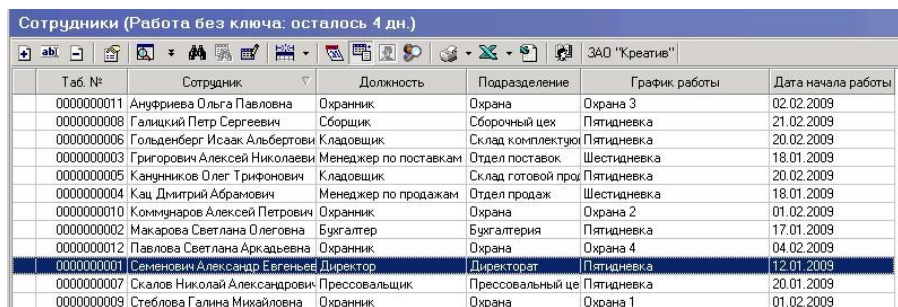 Сотрудники (Работа без ключа: осталось 4 дн.)
ЗАО "Креатив"
Таб. № Сотрудник Должность Подразделение График работы Дата начала работы
0000000011 Ануфриева Ольга Павловна Охранник Охрана Охрана 3 02.02.2009
0000000008 Галицкий Петр Сергеевич Сборщик Сборочный цех Пятидневка 21.02.2009
0000000006 Гольденберг Исаак Альбертови Кладовщик Склад комплектую Пятидневка 20.02.2009
0000000003 Григорович Алексей Николаеви Менеджер по поставкам Отдел поставок Шестидневка 18.01.2009
0000000005 Канунников Олег Трифонович Кладовщик Склад готовой прод Пятидневка 20.02.2009
0000000004 Кац Дмитрий Абрамович Менеджер по продажам Отдел продаж Шестидневка 18.01.2009
0000000010 Коммунаров Алексей Петрович Охранник Охрана Охрана 2 01.02.2009
0000000002 Макарова Светлана Олеговна Бухгалтер Бухгалтерия Пятидневка 17.01.2009
0000000012 Павлова Светлана Аркадьевна Охранник Охрана Охрана 4 04.02.2009
0000000001 Семенович Александр Евгеньев Директор Директорат Пятидневка 12.01.2009
0000000007 Скалов Николай Александрович Прессовальщик Прессовальный це Пятидневка 20.01.2009
0000000009 Стеблова Галина Михайловна Охранник Охрана Охрана 1 01.02.2009